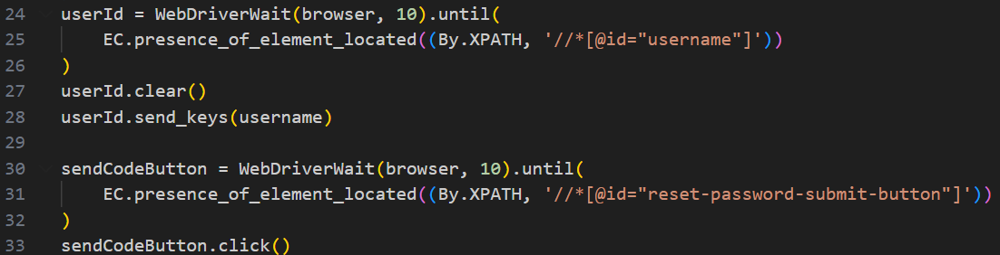 24 userId = WebDriverWait(browser, 10).until(
25     EC.presence_of_element_located((By.XPATH, '//*[@id="username"]'))
26 )
27 userId.clear()
28 userId.send_keys(username)
29
30 sendCodeButton = WebDriverWait(browser, 10).until(
31     EC.presence_of_element_located((By.XPATH, '//*[@id="reset-password-submit-button"]'))
32 )
33 sendCodeButton.click()